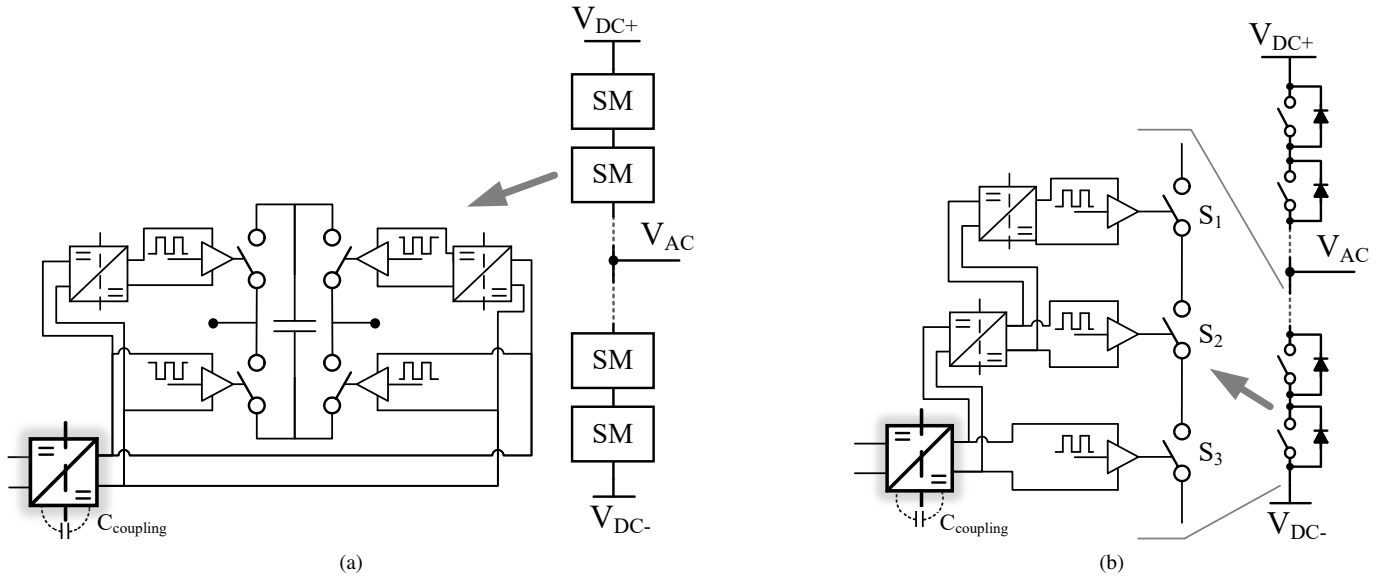 V_DC+
SM
SM
V_AC
SM
SM
V_DC-
C_coupling
(a)
V_DC+
S_1
V_AC
S_2
S_3
C_coupling
V_DC-
(b)